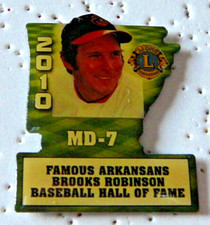 2010
L
MD-7
FAMOUS ARKANSANS
BROOKS ROBINSON
BASEBALL HALL OF FAME